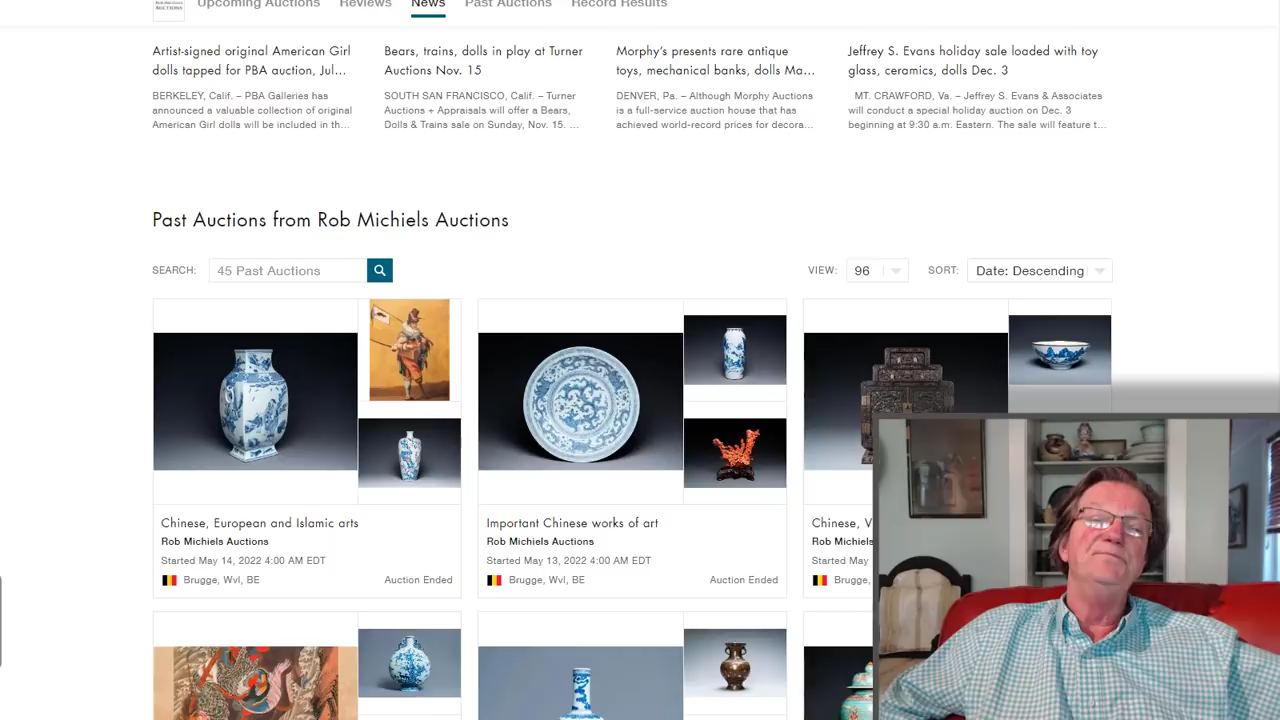 Upcoming Auctions Reviews News Past Auctions Record Results
Artist-signed original American Girl
dolls tapped for PBA auction, Jul...
BERKELEY, Calif. – PBA Galleries has
announced a valuable collection of original
American Girl dolls will be included in th...
Bears, trains, dolls in play at Turner
Auctions Nov. 15
SOUTH SAN FRANCISCO, Calif. – Turner
Auctions + Appraisals will offer a Bears,
Dolls & Trains sale on Sunday, Nov. 15. ...
Morphy's presents rare antique
toys, mechanical banks, dolls Ma...
DENVER, Pa. – Although Morphy Auctions
is a full-service auction house that has
achieved world-record prices for decora...
Jeffrey S. Evans holiday sale loaded with toy
glass, ceramics, dolls Dec. 3
MT. CRAWFORD, Va. – Jeffrey S. Evans & Associates
will conduct a special holiday auction on Dec. 3
beginning at 9:30 a.m. Eastern. The sale will feature t...
Past Auctions from Rob Michiels Auctions
SEARCH: 45 Past Auctions VIEW: 96 SORT: Date: Descending
Chinese, European and Islamic arts
Rob Michiels Auctions
Started May 14, 2022 4:00 AM EDT
Brugge, Wvl, BE Auction Ended
Important Chinese works of art
Rob Michiels Auctions
Started May 13, 2022 4:00 AM EDT
Brugge, Wvl, BE Auction Ended
Chinese, V
Rob Michi
Started May
Brugge,